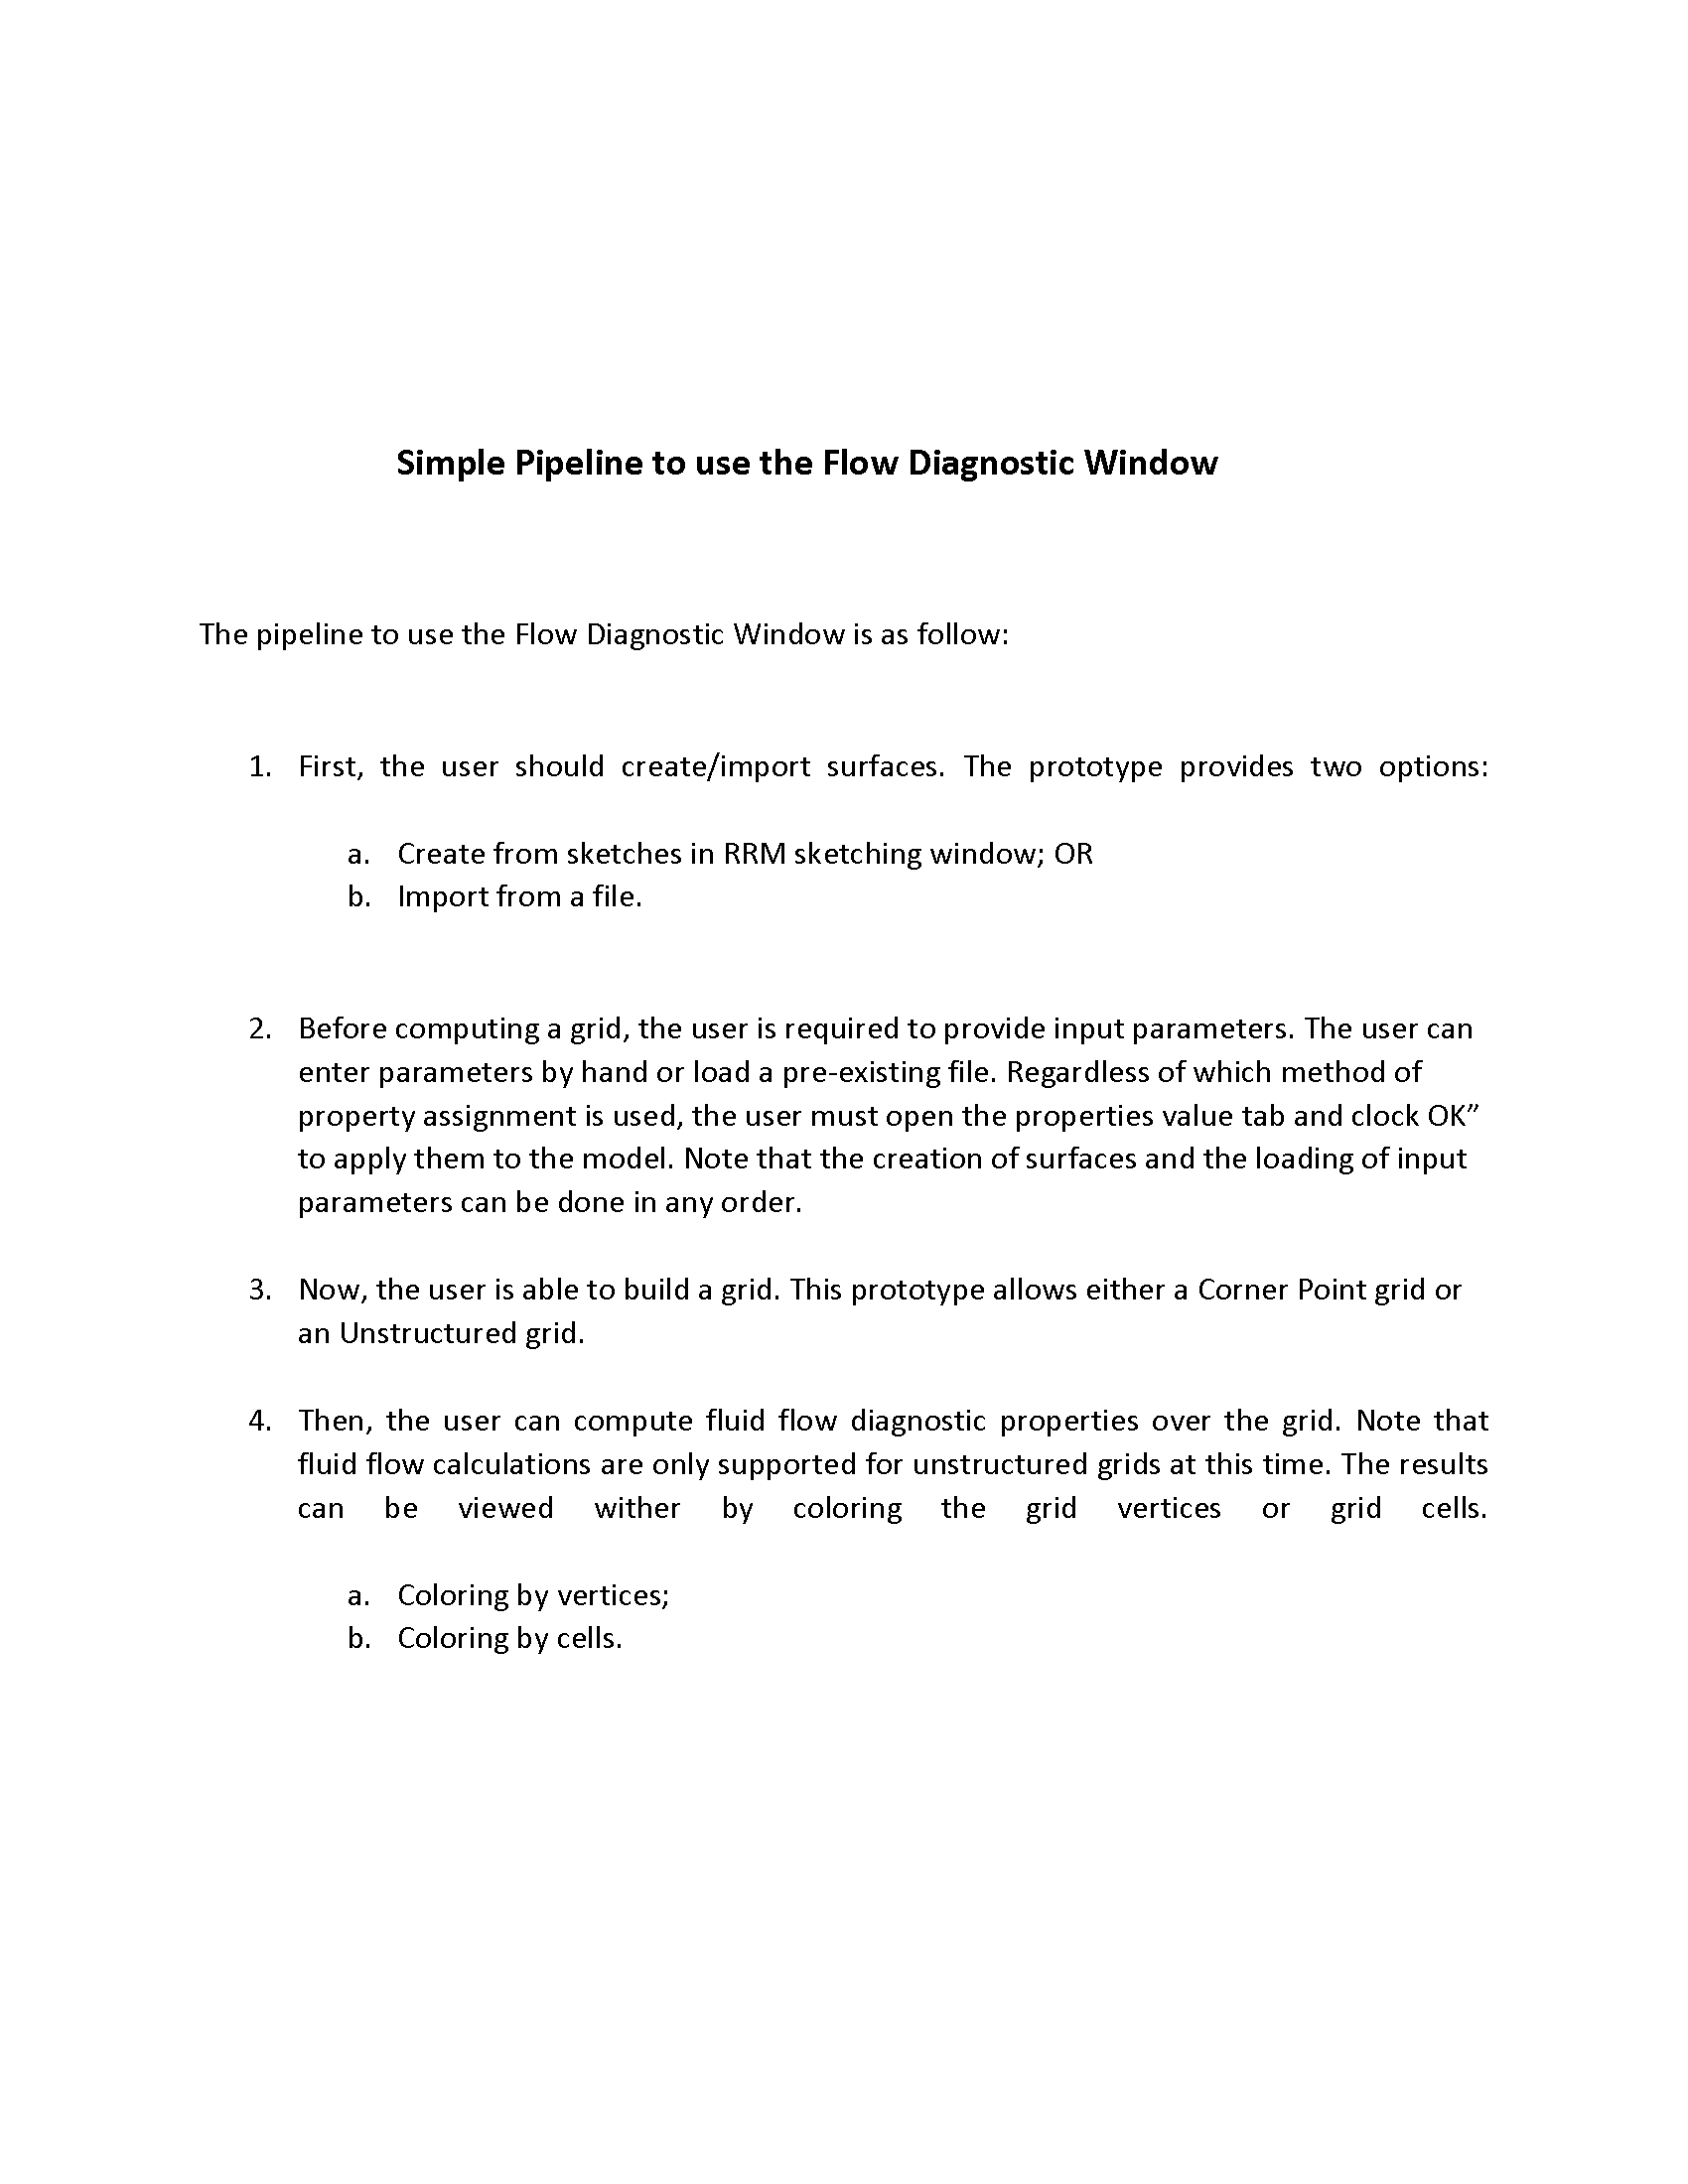 Simple Pipeline to use the Flow Diagnostic Window
The pipeline to use the Flow Diagnostic Window is as follow:
1. First, the user should create/import surfaces. The prototype provides two options:
a. Create from sketches in RRM sketching window; OR
b. Import from a file.
2. Before computing a grid, the user is required to provide input parameters. The user can
enter parameters by hand or load a pre-existing file. Regardless of which method of
property assignment is used, the user must open the properties value tab and clock OK”
to apply them to the model. Note that the creation of surfaces and the loading of input
parameters can be done in any order.
3. Now, the user is able to build a grid. This prototype allows either a Corner Point grid or
an Unstructured grid.
4. Then, the user can compute fluid flow diagnostic properties over the grid. Note that
fluid flow calculations are only supported for unstructured grids at this time. The results
can be viewed wither by coloring the grid vertices or grid cells.
a. Coloring by vertices;
b. Coloring by cells.